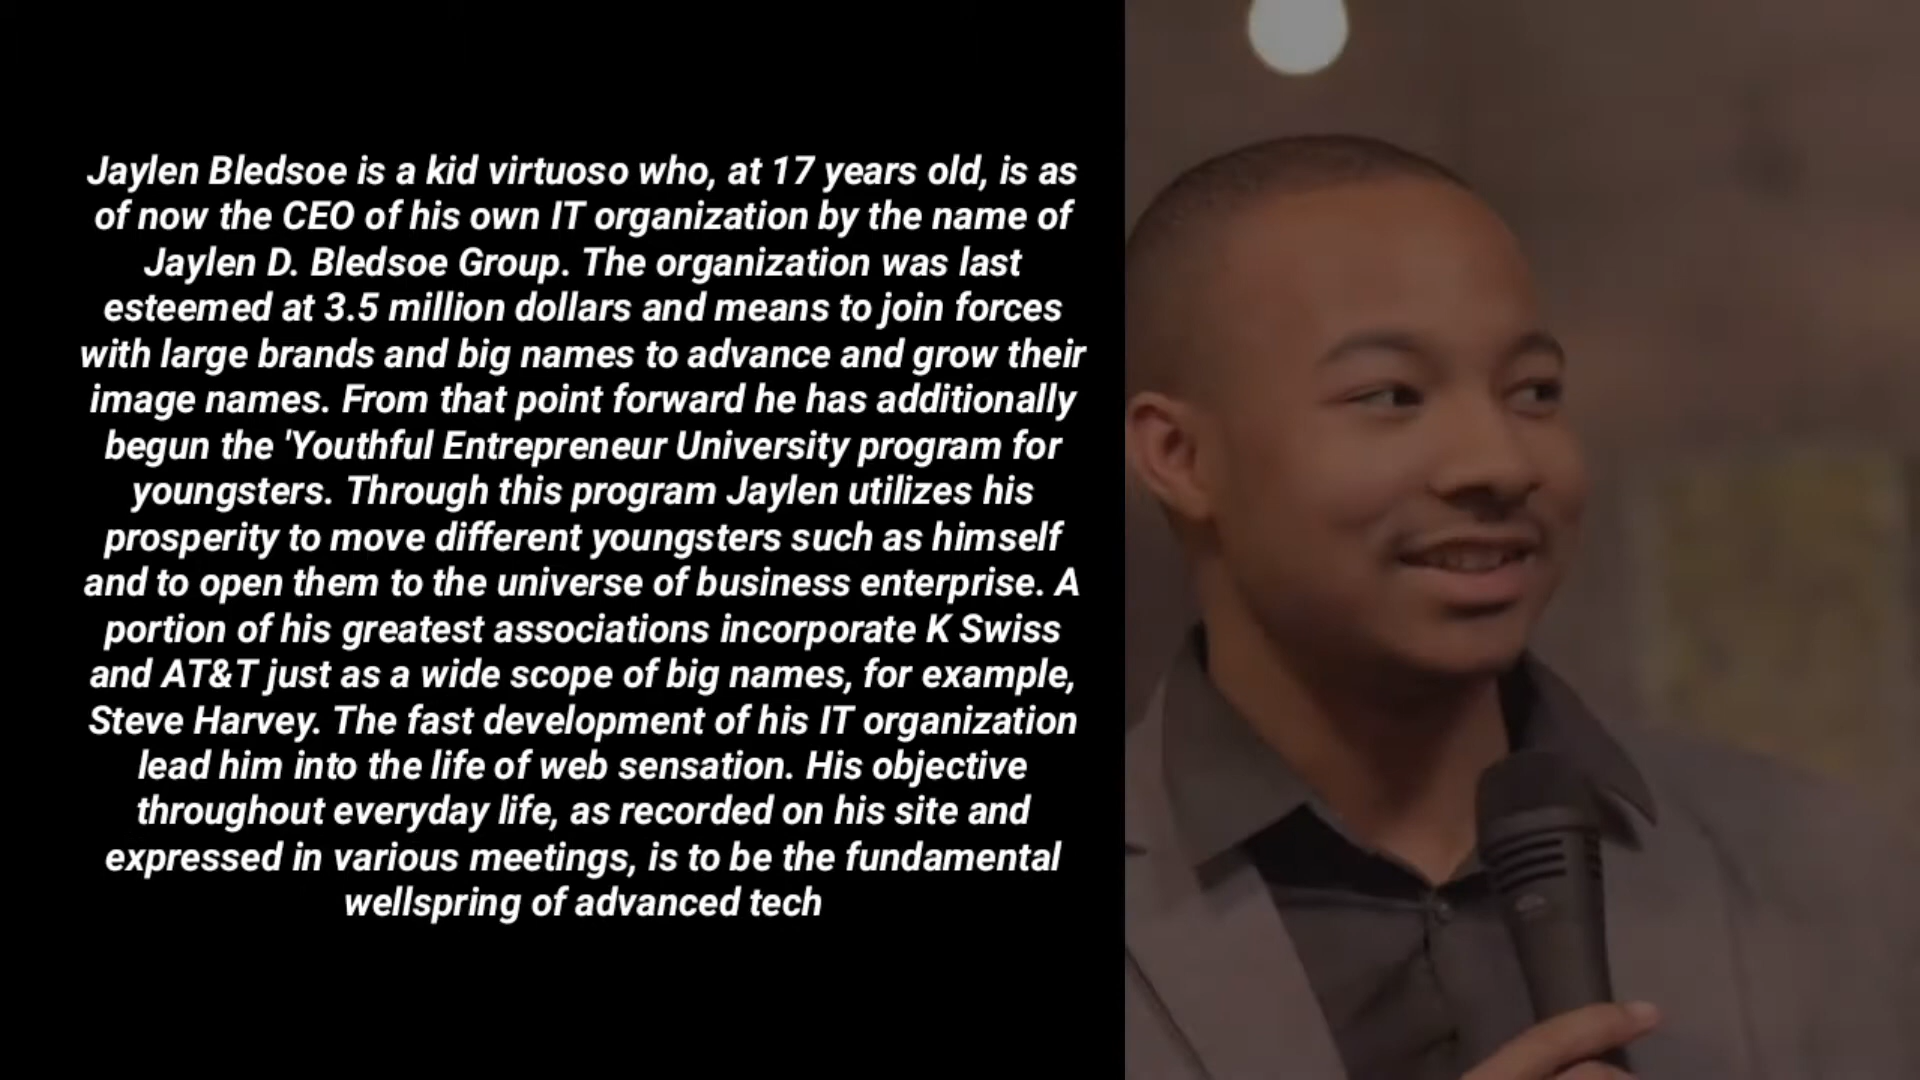 Jaylen Bledsoe is a kid virtuoso who, at 17 years old, is as
of now the CEO of his own IT organization by the name of
Jaylen D. Bledsoe Group. The organization was last
esteemed at 3.5 million dollars and means to join forces
with large brands and big names to advance and grow their
image names. From that point forward he has additionally
begun the 'Youthful Entrepreneur University program for
youngsters. Through this program Jaylen utilizes his
prosperity to move different youngsters such as himself
and to open them to the universe of business enterprise. A
portion of his greatest associations incorporate K Swiss
and AT&T just as a wide scope of big names, for example,
Steve Harvey. The fast development of his IT organization
lead him into the life of web sensation. His objective
throughout everyday life, as recorded on his site and
expressed in various meetings, is to be the fundamental
wellspring of advanced tech